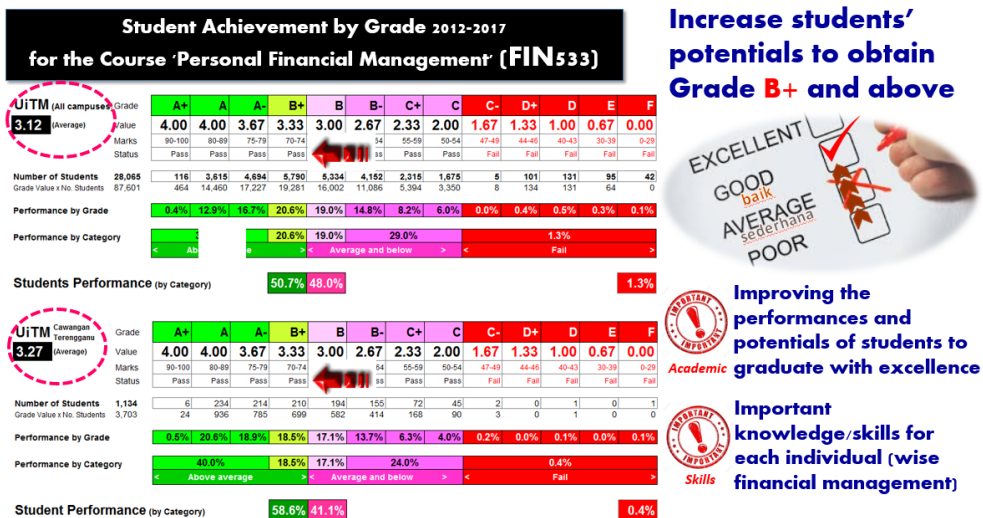 Student Achievement by Grade 2012-2017
for the Course 'Personal Financial Management' (FIN533)
UiTM (All campuses) Grade A+ A A- B+ B B- C+ C C- D+ D E F
3.12 (Average) Value 4.00 4.00 3.67 3.33 3.00 2.67 2.33 2.00 1.67 1.33 1.00 0.67 0.00
Marks 90-100 80-89 75-79 70-74 55-59 50-54 47-49 44-46 40-43 30-39 0-29
Status Pass Pass Pass Pass Pass Pass Fail Fail Fail Fail Fail
Number of Students 28,065 116 3,615 4,694 5,790 5,334 4,152 2,315 1,675 5 101 131 95 42
Grade Value x No. Students 87,601 464 14,460 17,227 19,281 16,002 11,086 5,394 3,350 8 134 131 64 0
Performance by Grade 0.4% 12.9% 16.7% 20.6% 19.0% 14.8% 8.2% 6.0% 0.0% 0.4% 0.5% 0.3% 0.1%
Performance by Category 20.6% 19.0% 29.0% 1.3%
< Ab e > < Average and below > < Fail >
Students Performance (by Category) 50.7% 48.0% 1.3%
UiTM Cawangan Terengganu Grade A+ A A- B+ B B- C+ C C- D+ D E F
3.27 (Average) Value 4.00 4.00 3.67 3.33 3.00 2.67 2.33 2.00 1.67 1.33 1.00 0.67 0.00
Marks 90-100 80-89 75-79 70-74 64 55-59 50-54 47-49 44-46 40-43 30-39 0-29
Status Pass Pass Pass Pass ss Pass Pass Fail Fail Fail Fail Fail
Number of Students 1,134 6 234 214 210 194 155 72 45 2 0 1 0 1
Grade Value x No. Students 3,703 24 936 785 699 582 414 168 90 3 0 1 0 0
Performance by Grade 0.5% 20.6% 18.9% 18.5% 17.1% 13.7% 6.3% 4.0% 0.2% 0.0% 0.1% 0.0% 0.1%
Performance by Category 40.0% 18.5% 17.1% 24.0% 0.4%
< Above average > < Average and below > < Fail >
Student Performance (by Category) 58.6% 41.1% 0.4%
Increase students'
potentials to obtain
Grade B+ and above
EXCELLENT
GOOD
baik
AVERAGE
sederhana
POOR
IMPORTANT
IMPORTANT
Academic
Improving the
performances and
potentials of students to
graduate with excellence
IMPORTANT
IMPORTANT
Skills
Important
knowledge/skills for
each individual (wise
financial management)